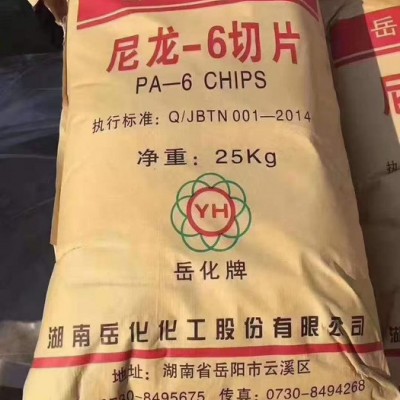 尼龙-6切片
PA-6 CHIPS
执行标准：Q/JBTN 001-2014
净重：25Kg
YH
岳化牌
湖南岳化化工股份有限公司
地址：湖南省岳阳市云溪区
8495675 传真：0730-8494268
岳